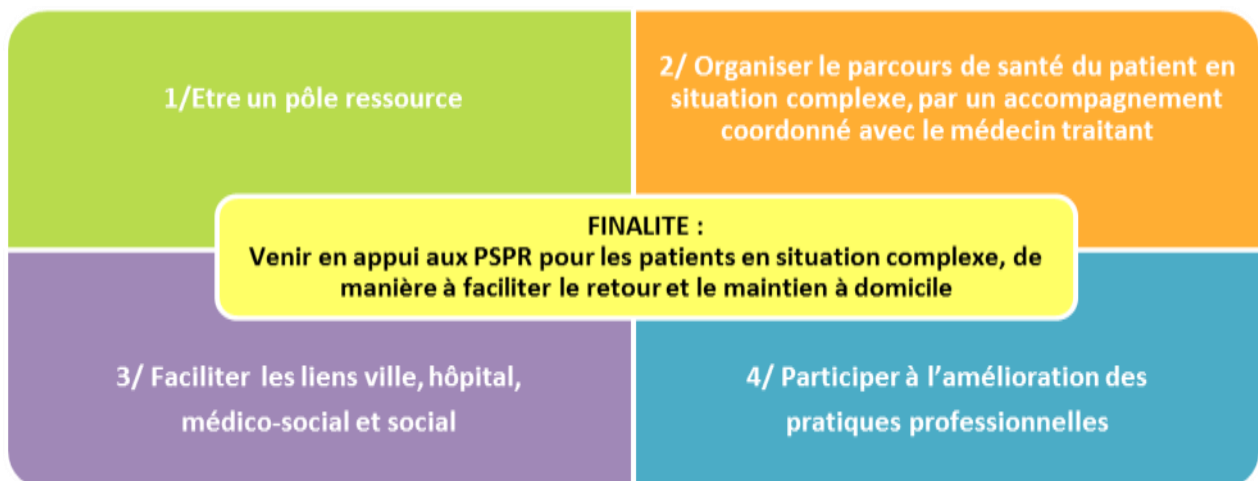 1/Etre un pôle ressource
2/ Organiser le parcours de santé du patient en
situation complexe, par un accompagnement
coordonné avec le médecin traitant
FINALITE :
Venir en appui aux PSPR pour les patients en situation complexe, de
manière à faciliter le retour et le maintien à domicile
3/ Faciliter les liens ville, hôpital,
médico-social et social
4/ Participer à l’amélioration des
pratiques professionnelles